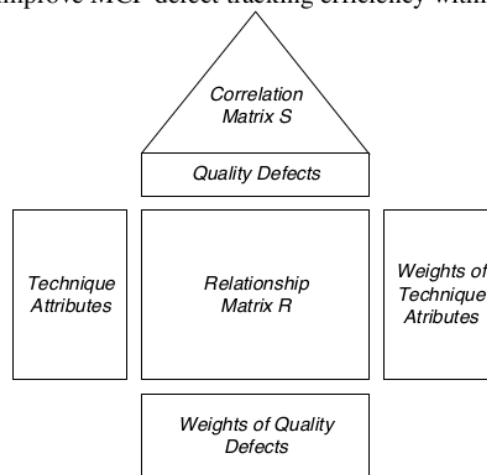 improve MCP defect tracking efficiency within
Correlation
Matrix S
Quality Defects
Technique
Attributes
Relationship
Matrix R
Weights of
Technique
Atributes
Weights of Quality
Defects